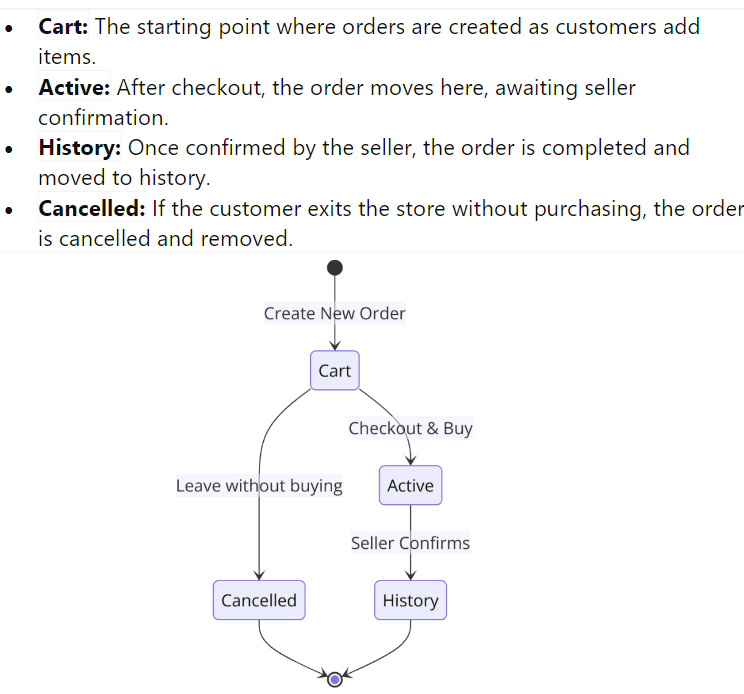 • Cart: The starting point where orders are created as customers add
items.
• Active: After checkout, the order moves here, awaiting seller
confirmation.
• History: Once confirmed by the seller, the order is completed and
moved to history.
• Cancelled: If the customer exits the store without purchasing, the order
is cancelled and removed.
Create New Order
Cart
Checkout & Buy
Leave without buying
Active
Seller Confirms
Cancelled
History